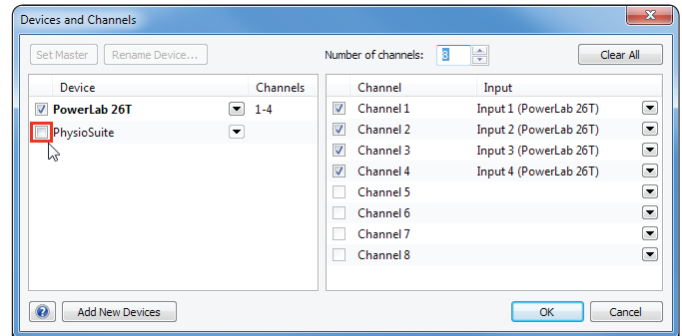 Devices and Channels
Set Master Rename Device... Number of channels: 8 Clear All
Device Channels Channel Input
PowerLab 26T 1-4 Channel 1 Input 1 (PowerLab 26T)
PhysioSuite Channel 2 Input 2 (PowerLab 26T)
Channel 3 Input 3 (PowerLab 26T)
Channel 4 Input 4 (PowerLab 26T)
Channel 5
Channel 6
Channel 7
Channel 8
Add New Devices OK Cancel